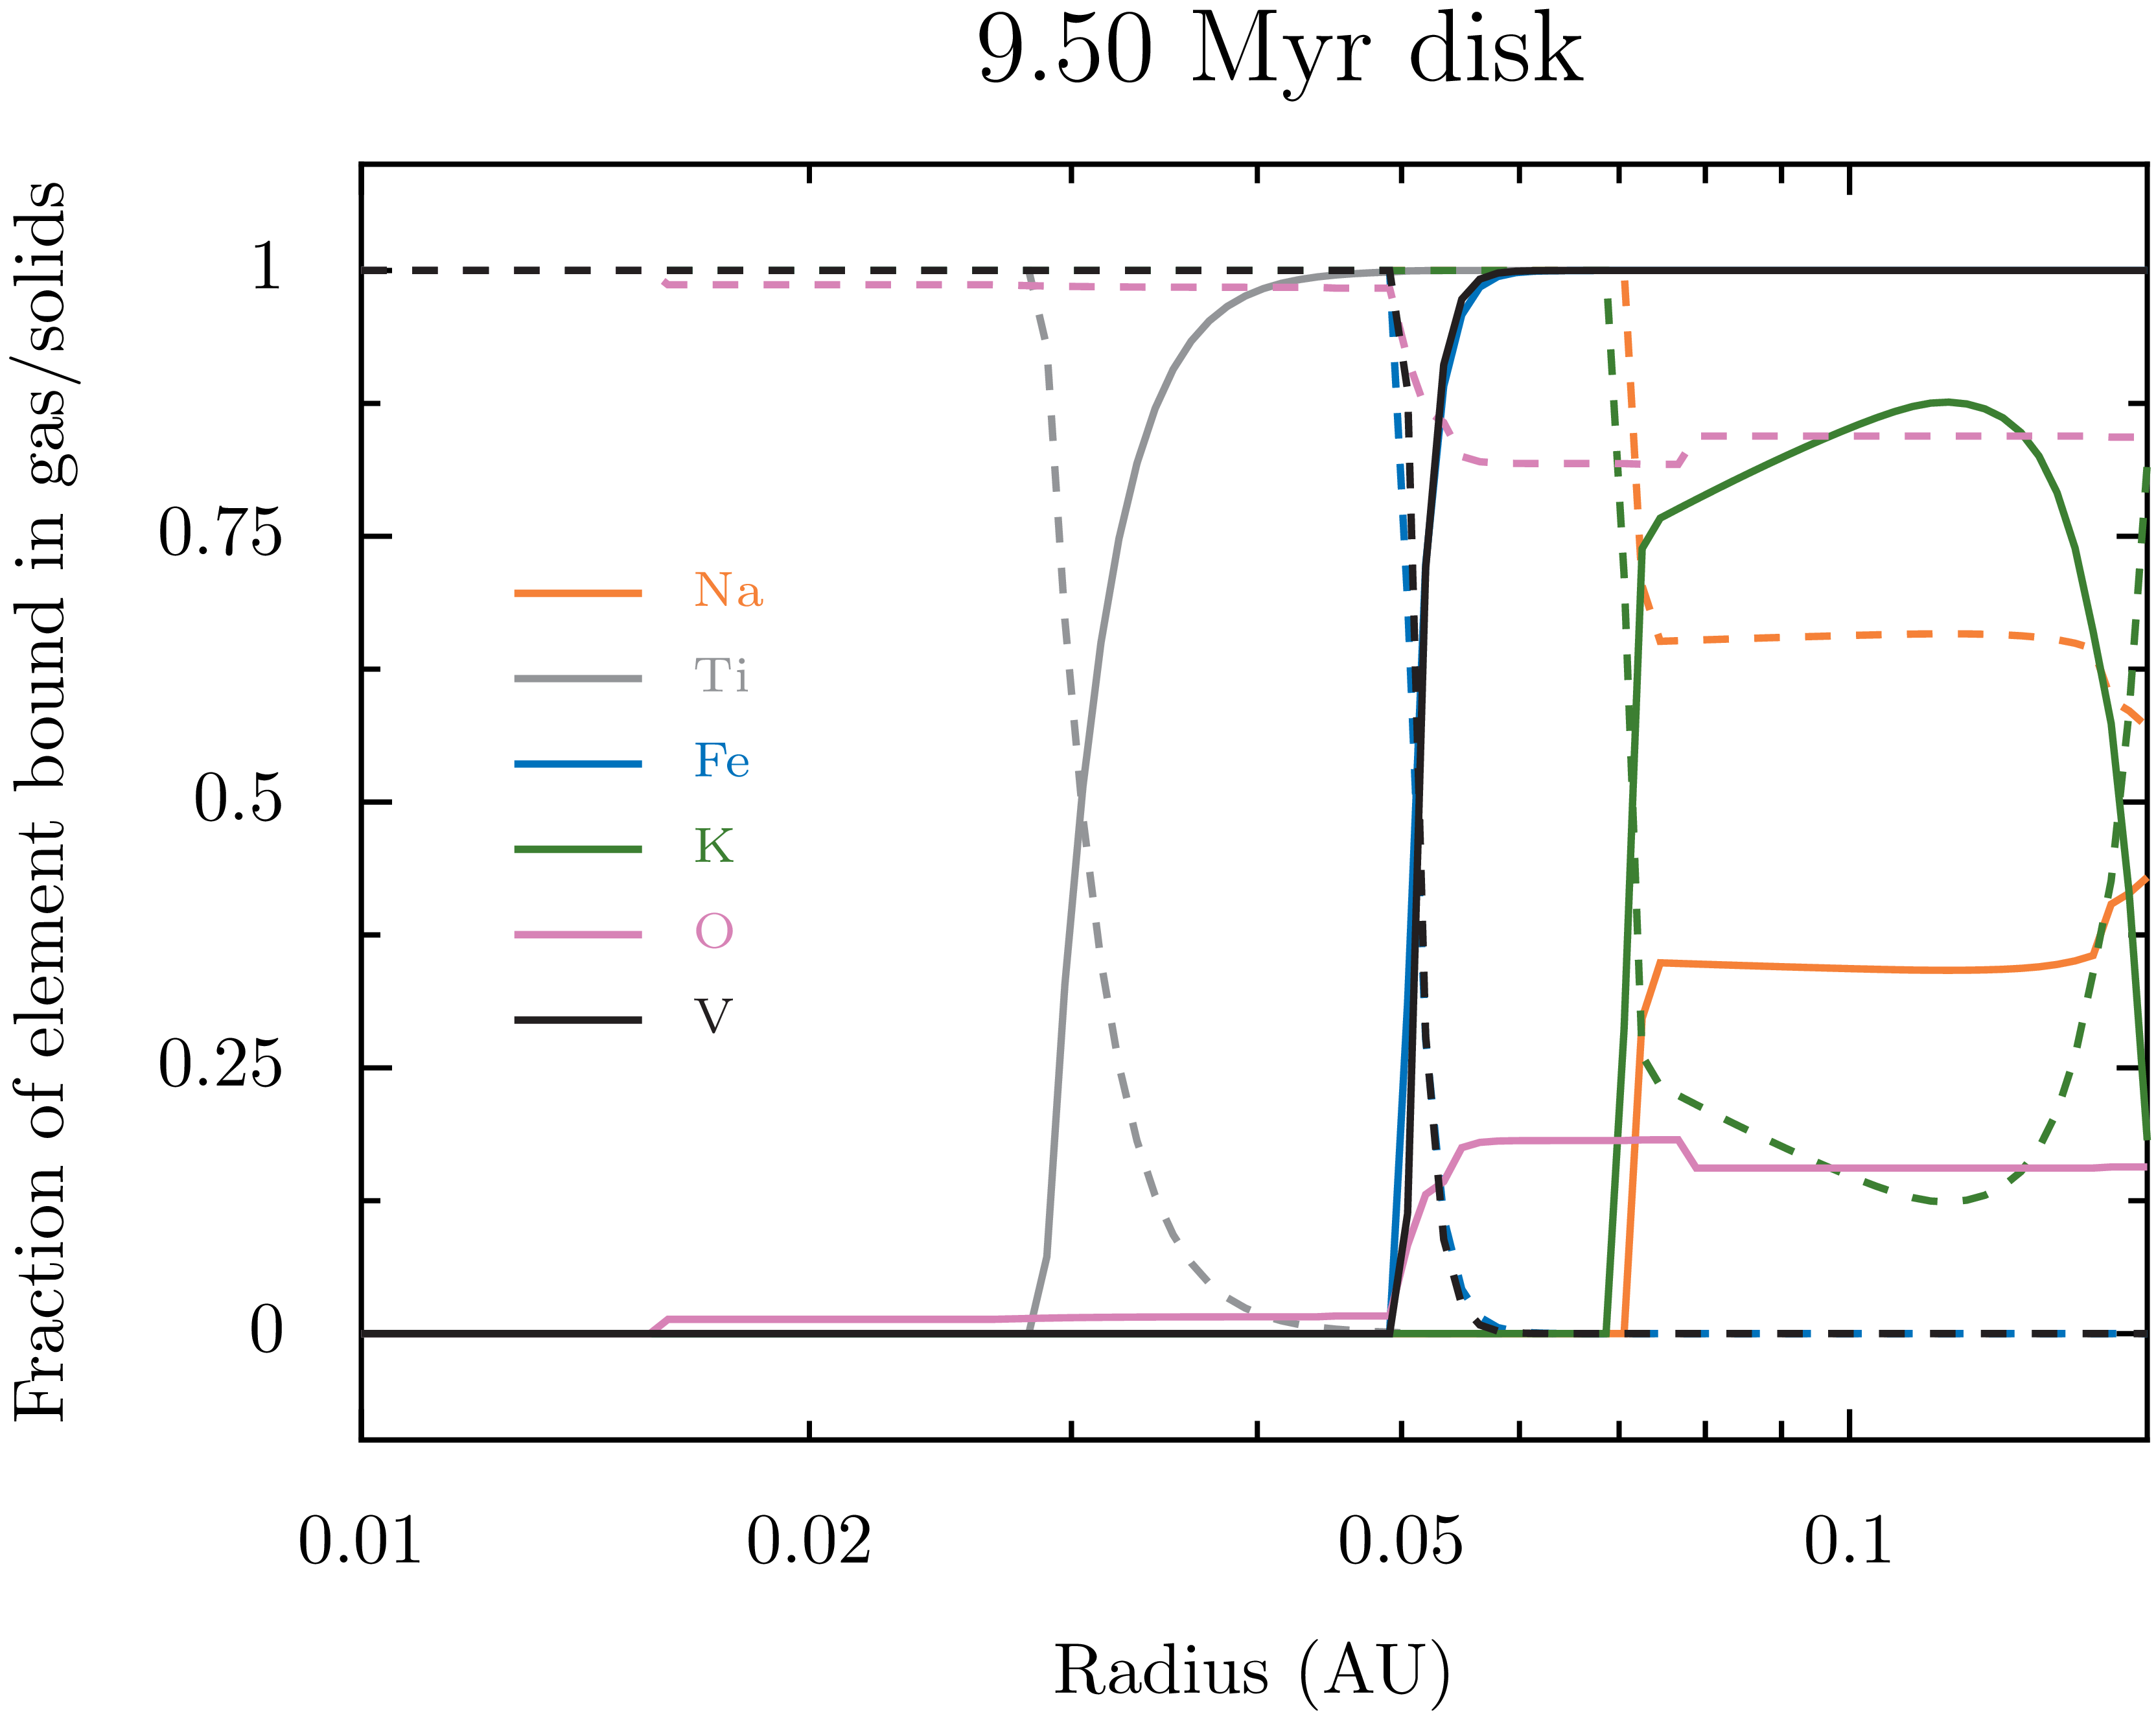 9.50 Myr disk
Fraction of element bound in gas/solids
1
0.75
0.5
0.25
0
Na
Ti
Fe
K
O
V
0.01
0.02
0.05
0.1
Radius (AU)